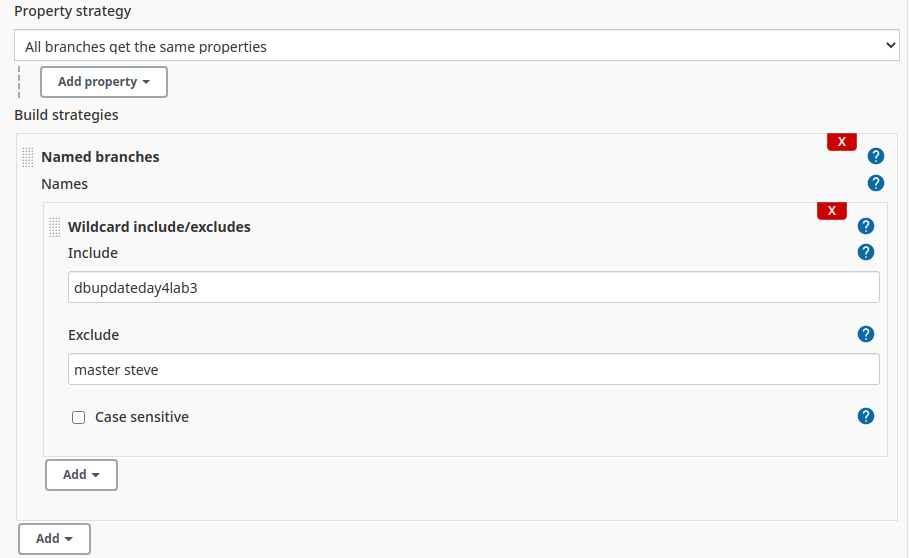 Property strategy
All branches get the same properties
Add property
Build strategies
X
Named branches
?
Names
?
X
Wildcard include/excludes
?
Include
?
dbupdateday4lab3
Exclude
?
master steve
Case sensitive
?
Add
Add